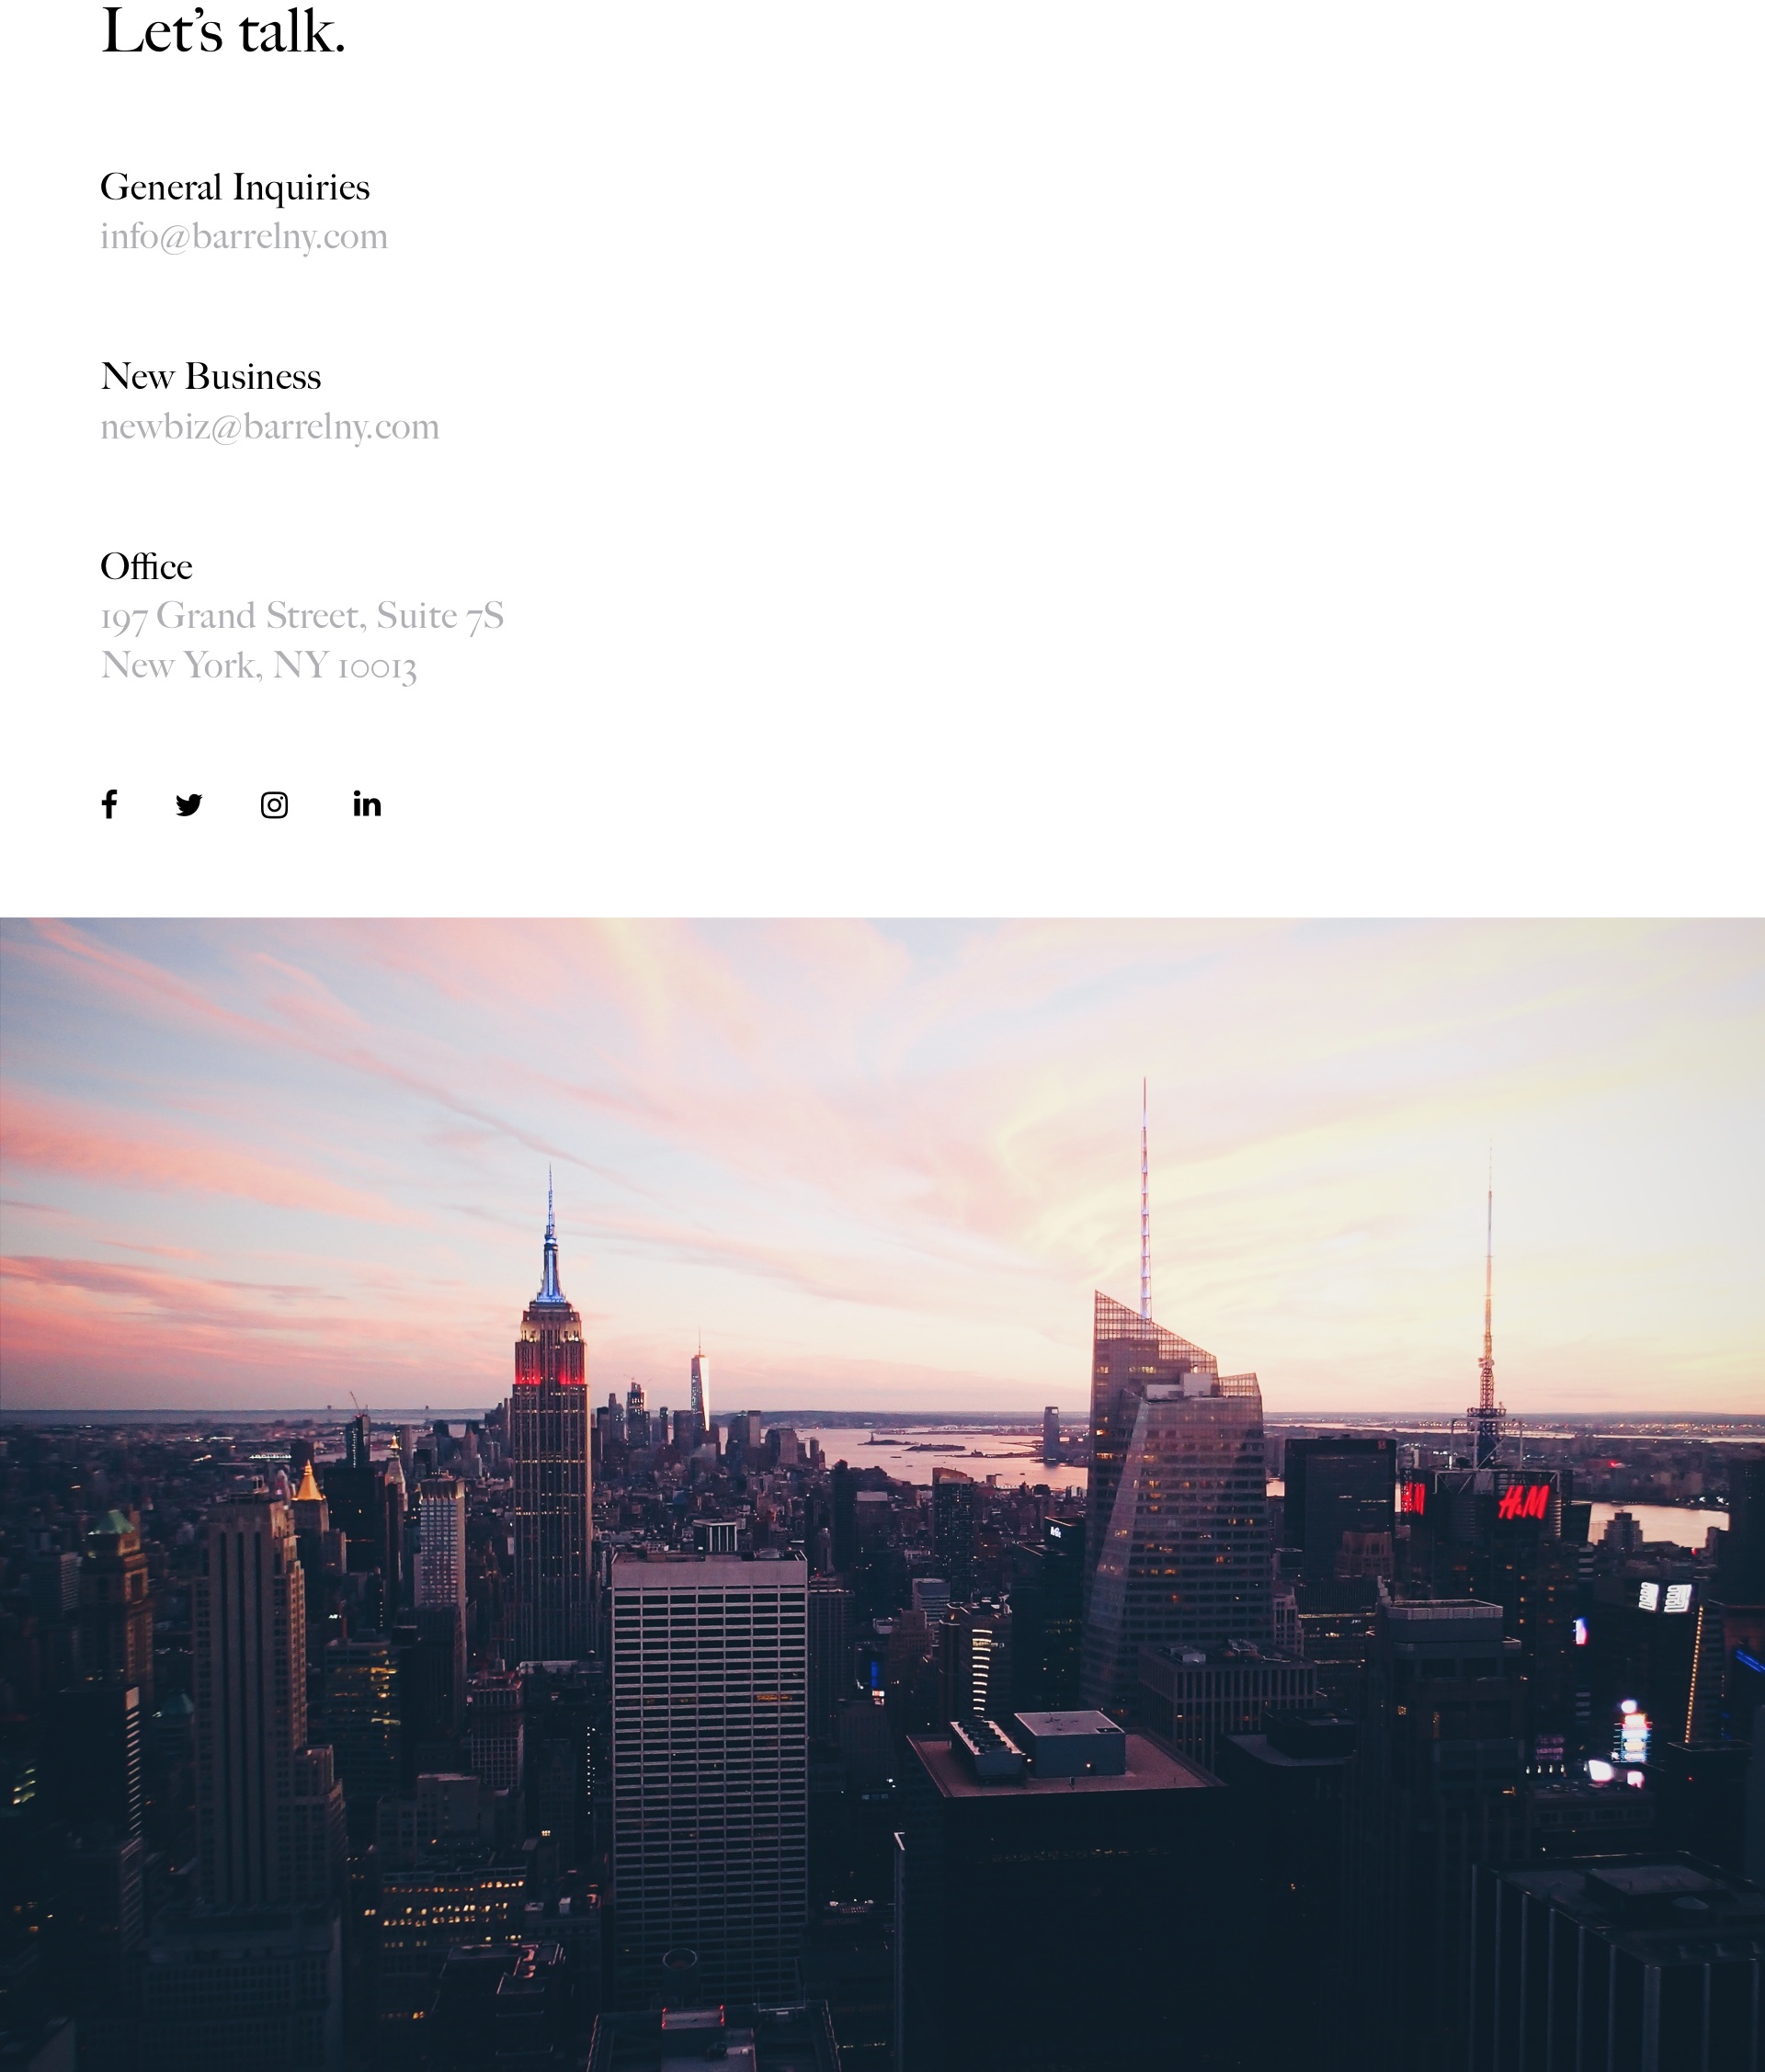 Let’s talk.
General Inquiries
info@barrelny.com
New Business
newbiz@barrelny.com
Office
197 Grand Street, Suite 7S
New York, NY 10013
H&M